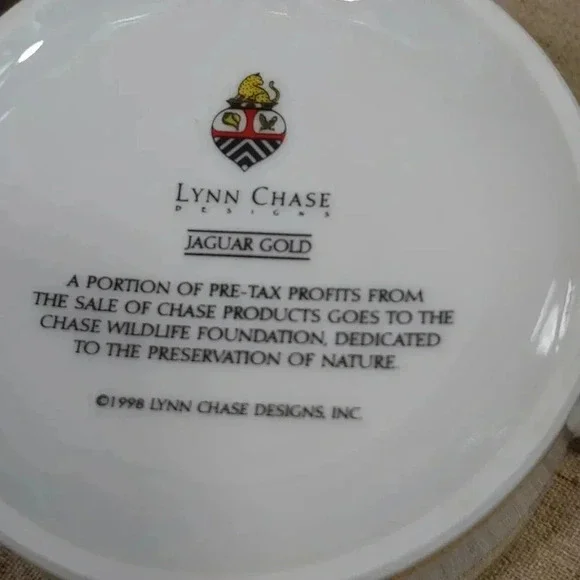 LYNN CHASE
DESIGNS
JAGUAR GOLD
A PORTION OF PRE-TAX PROFITS FROM
THE SALE OF CHASE PRODUCTS GOES TO THE
CHASE WILDLIFE FOUNDATION, DEDICATED
TO THE PRESERVATION OF NATURE.
©1998 LYNN CHASE DESIGNS, INC.